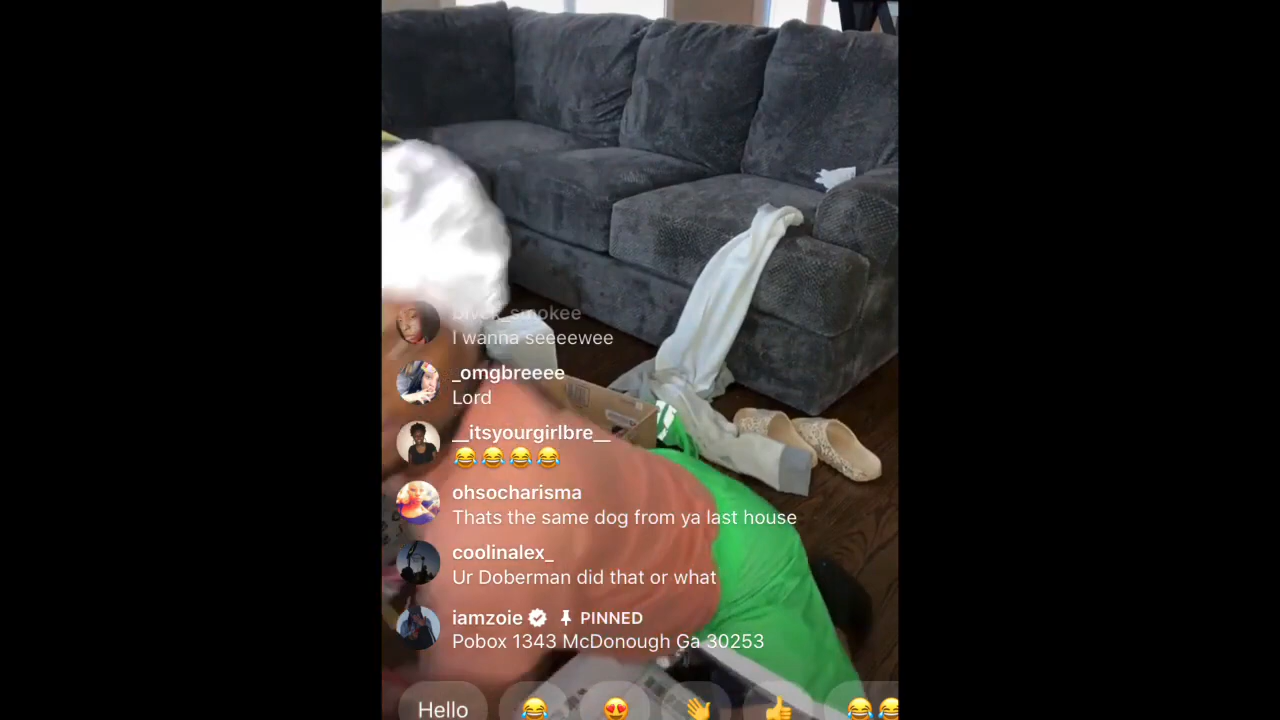 I wanna seeeewee
_omgbreeee
Lord
__itsyourgirlbre__
😂😂😂😂
ohsocharisma
Thats the same dog from ya last house
coolinalex_
Ur Doberman did that or what
iamzoie PINNED
Pobox 1343 McDonough Ga 30253
Hello 😂 😍 👋 👍 😂😂